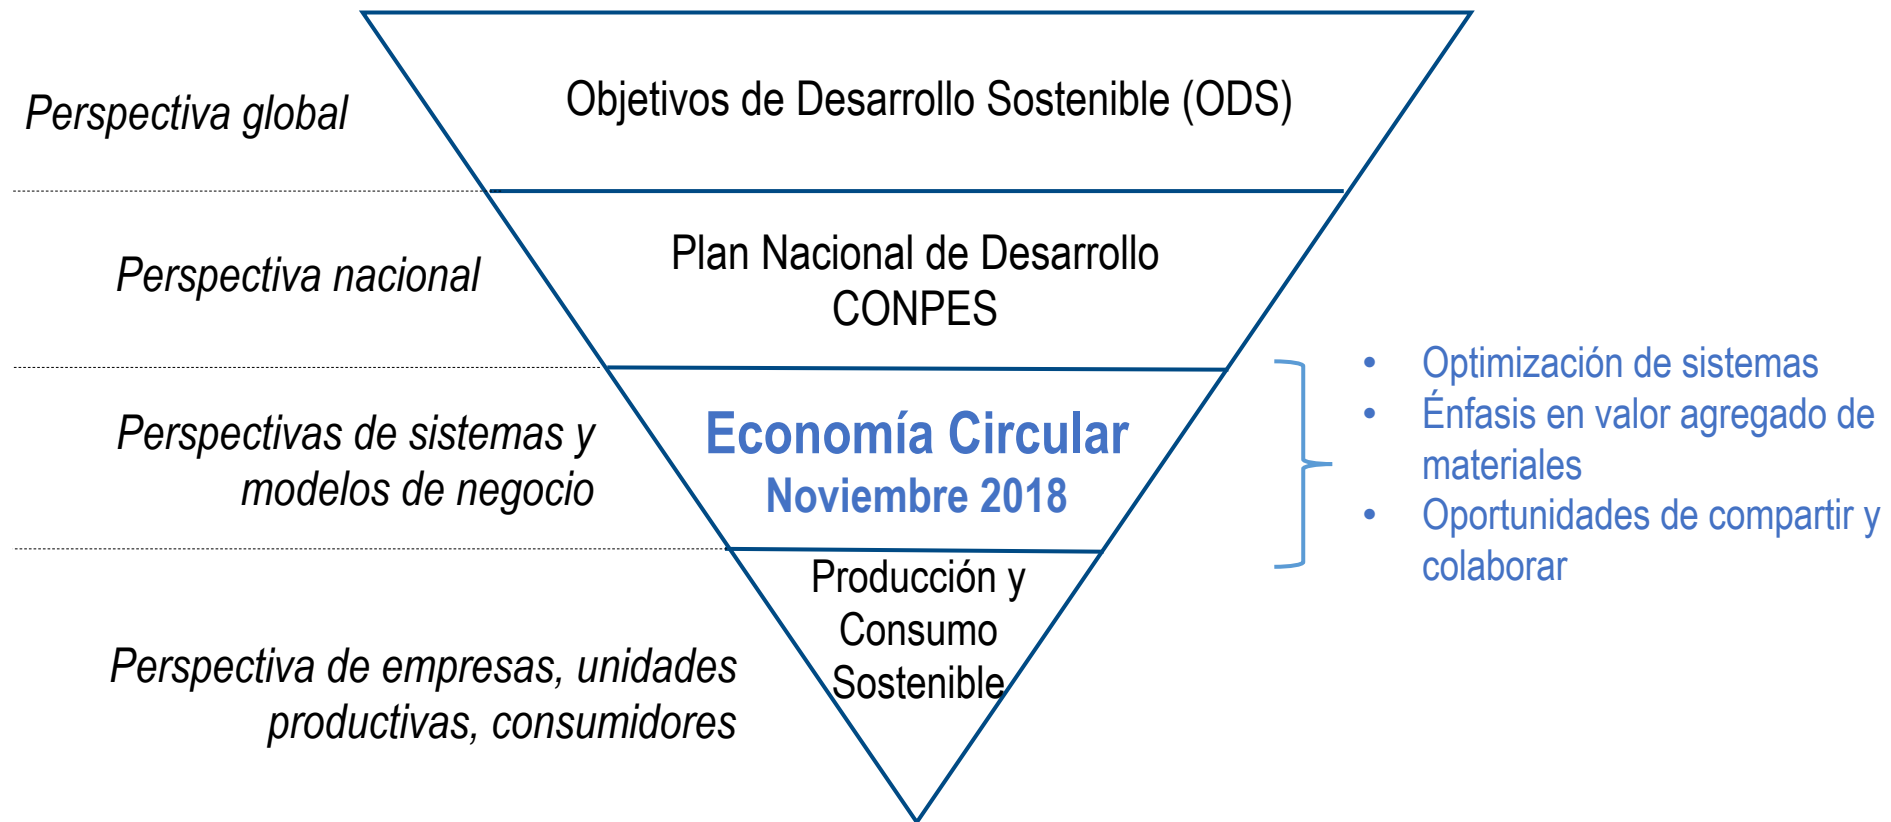 Perspectiva global
Objetivos de Desarrollo Sostenible (ODS)
Perspectiva nacional
Plan Nacional de Desarrollo
CONPES
Perspectivas de sistemas y
modelos de negocio
Economía Circular
Noviembre 2018
• Optimización de sistemas
• Énfasis en valor agregado de
materiales
• Oportunidades de compartir y
colaborar
Perspectiva de empresas, unidades
productivas, consumidores
Producción y
Consumo
Sostenible